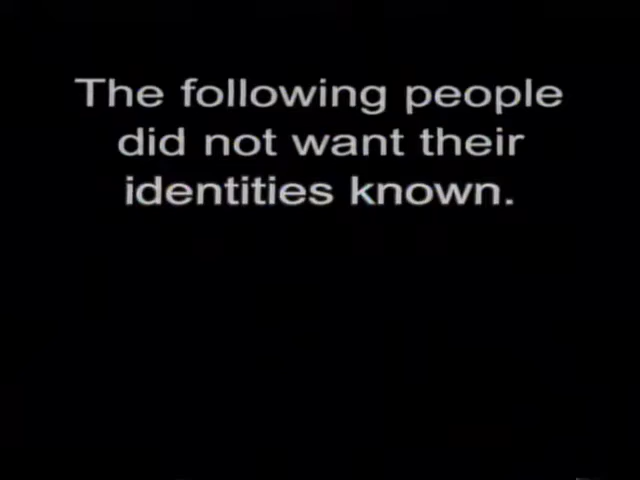 The following people
did not want their
identities known.